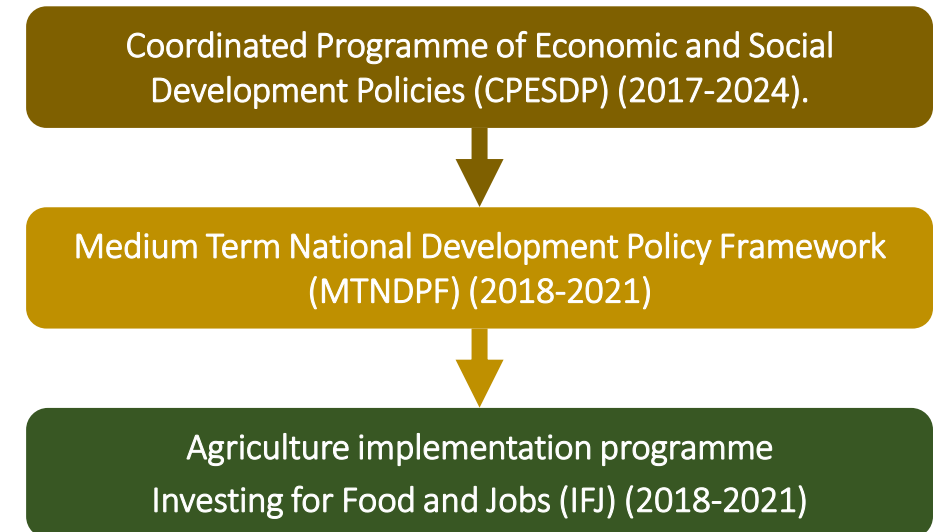 Coordinated Programme of Economic and Social
Development Policies (CPESDP) (2017-2024).
Medium Term National Development Policy Framework
(MTNDPF) (2018-2021)
Agriculture implementation programme
Investing for Food and Jobs (IFJ) (2018-2021)